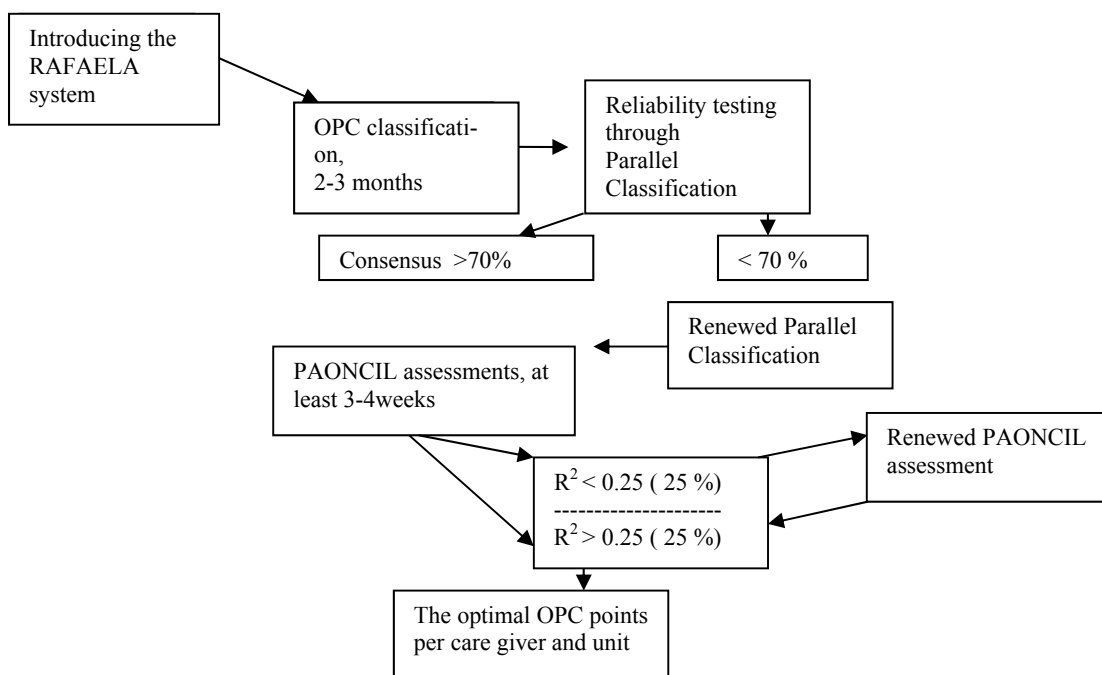 Introducing the
RAFAELA
system
OPC classificati-
on,
2-3 months
Reliability testing
through
Parallel
Classification
Consensus >70%
< 70 %
Renewed Parallel
Classification
PAONCIL assessments, at
least 3-4weeks
Renewed PAONCIL
assessment
R² < 0.25 ( 25 %)
---------------------
R² > 0.25 ( 25 %)
The optimal OPC points
per care giver and unit